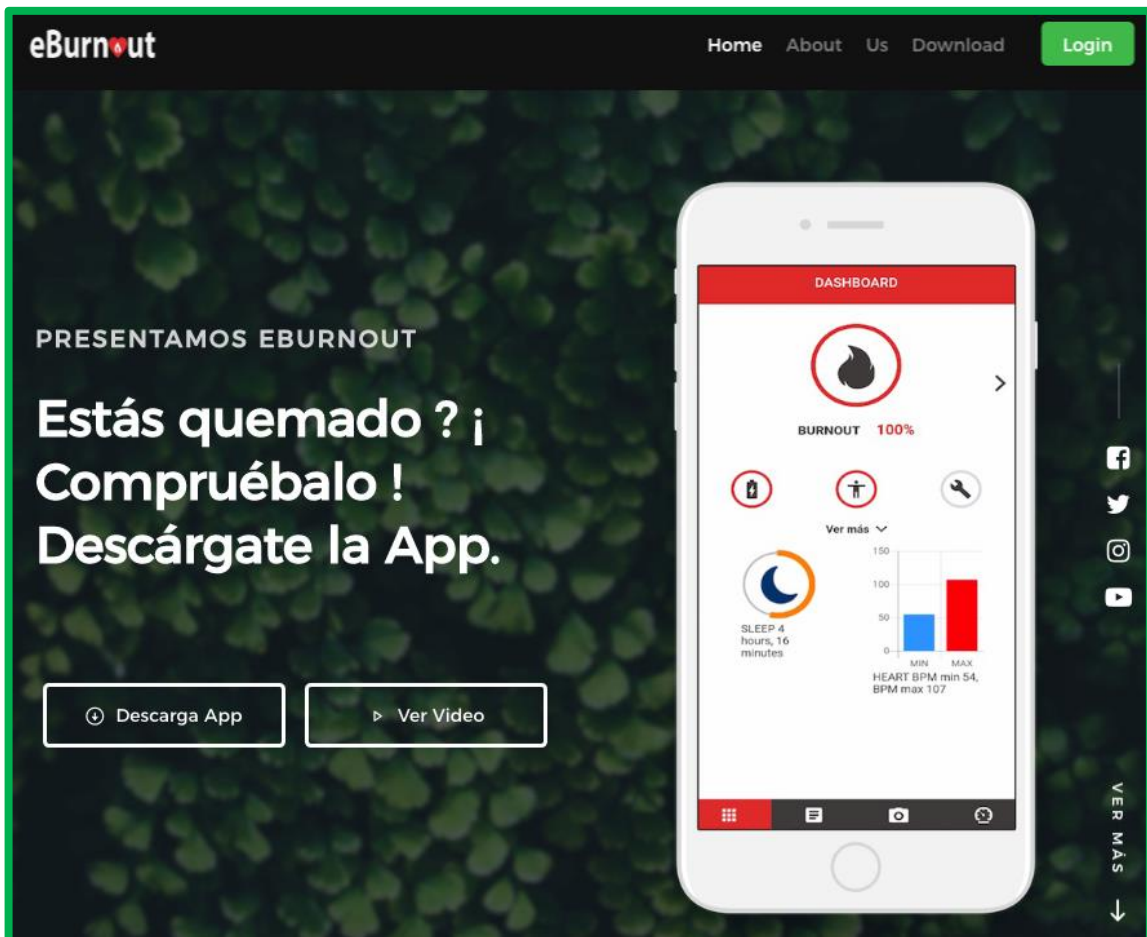 eBurnout
Home About Us Download Login
PRESENTAMOS EBURNOUT
Estás quemado ? ¡
Compruébalo !
Descárgate la App.
Descarga App
Ver Video
DASHBOARD
BURNOUT 100%
Ver más
SLEEP 4
hours, 16
minutes
150
100
50
0
MIN MAX
HEART BPM min 54,
BPM max 107
VER MÁS